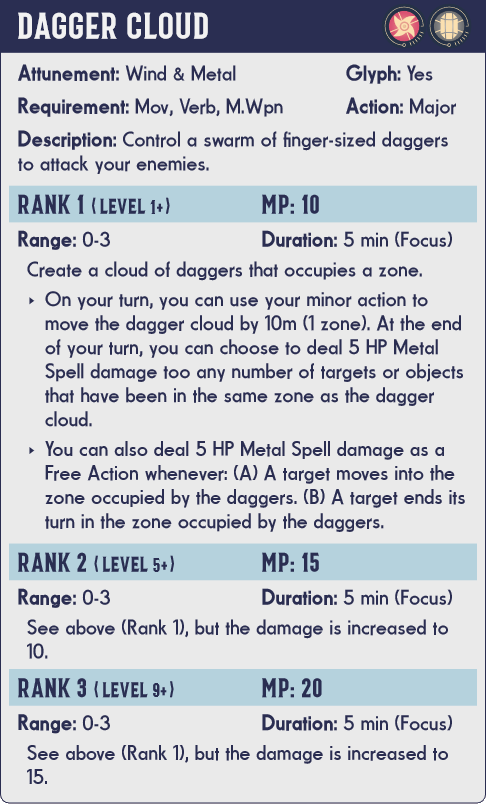 DAGGER CLOUD
Attunement: Wind & Metal Glyph: Yes
Requirement: Mov, Verb, M.Wpn Action: Major
Description: Control a swarm of finger-sized daggers
to attack your enemies.
RANK 1 (LEVEL 1+) MP: 10
Range: 0-3 Duration: 5 min (Focus)
Create a cloud of daggers that occupies a zone.
‣ On your turn, you can use your minor action to
move the dagger cloud by 10m (1 zone). At the end
of your turn, you can choose to deal 5 HP Metal
Spell damage too any number of targets or objects
that have been in the same zone as the dagger
cloud.
‣ You can also deal 5 HP Metal Spell damage as a
Free Action whenever: (A) A target moves into the
zone occupied by the daggers. (B) A target ends its
turn in the zone occupied by the daggers.
RANK 2 (LEVEL 5+) MP: 15
Range: 0-3 Duration: 5 min (Focus)
See above (Rank 1), but the damage is increased to
10.
RANK 3 (LEVEL 9+) MP: 20
Range: 0-3 Duration: 5 min (Focus)
See above (Rank 1), but the damage is increased to
15.